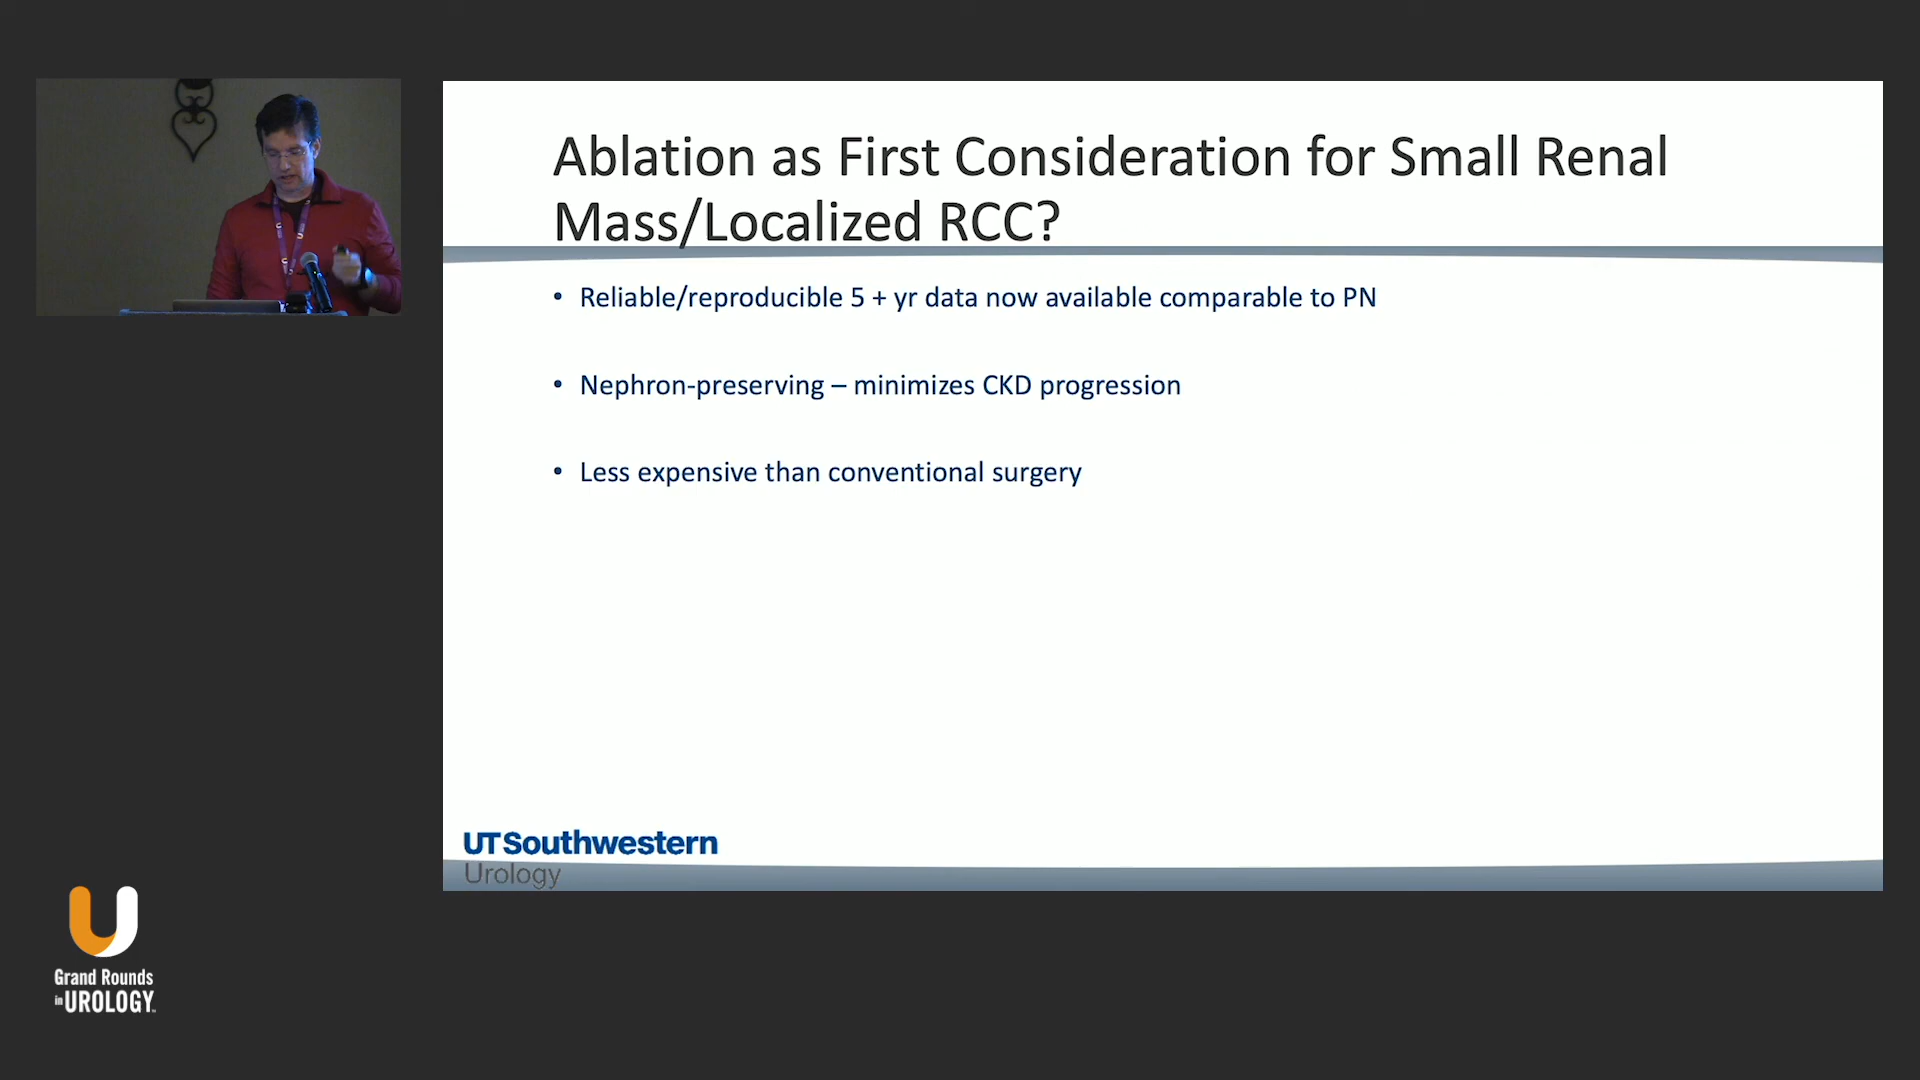 Ablation as First Consideration for Small Renal
Mass/Localized RCC?
• Reliable/reproducible 5 + yr data now available comparable to PN
• Nephron-preserving – minimizes CKD progression
• Less expensive than conventional surgery
UTSouthwestern
Urology
Grand Rounds
in UROLOGY